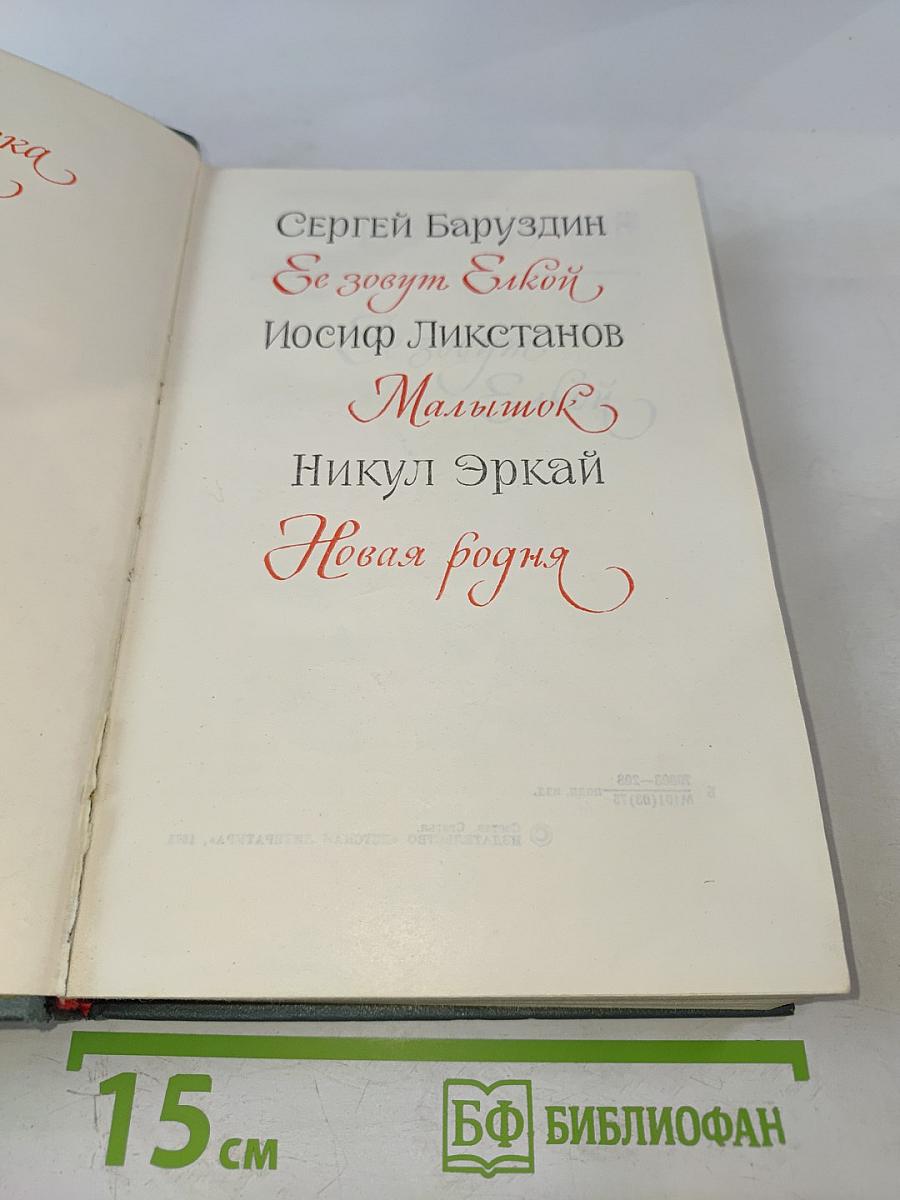 Сергей Баруздин
Ее зовут Елкой
Иосиф Ликстанов
Малышок
Никул Эркай
Новая родня
15 см
БФ БИБЛИОФАН